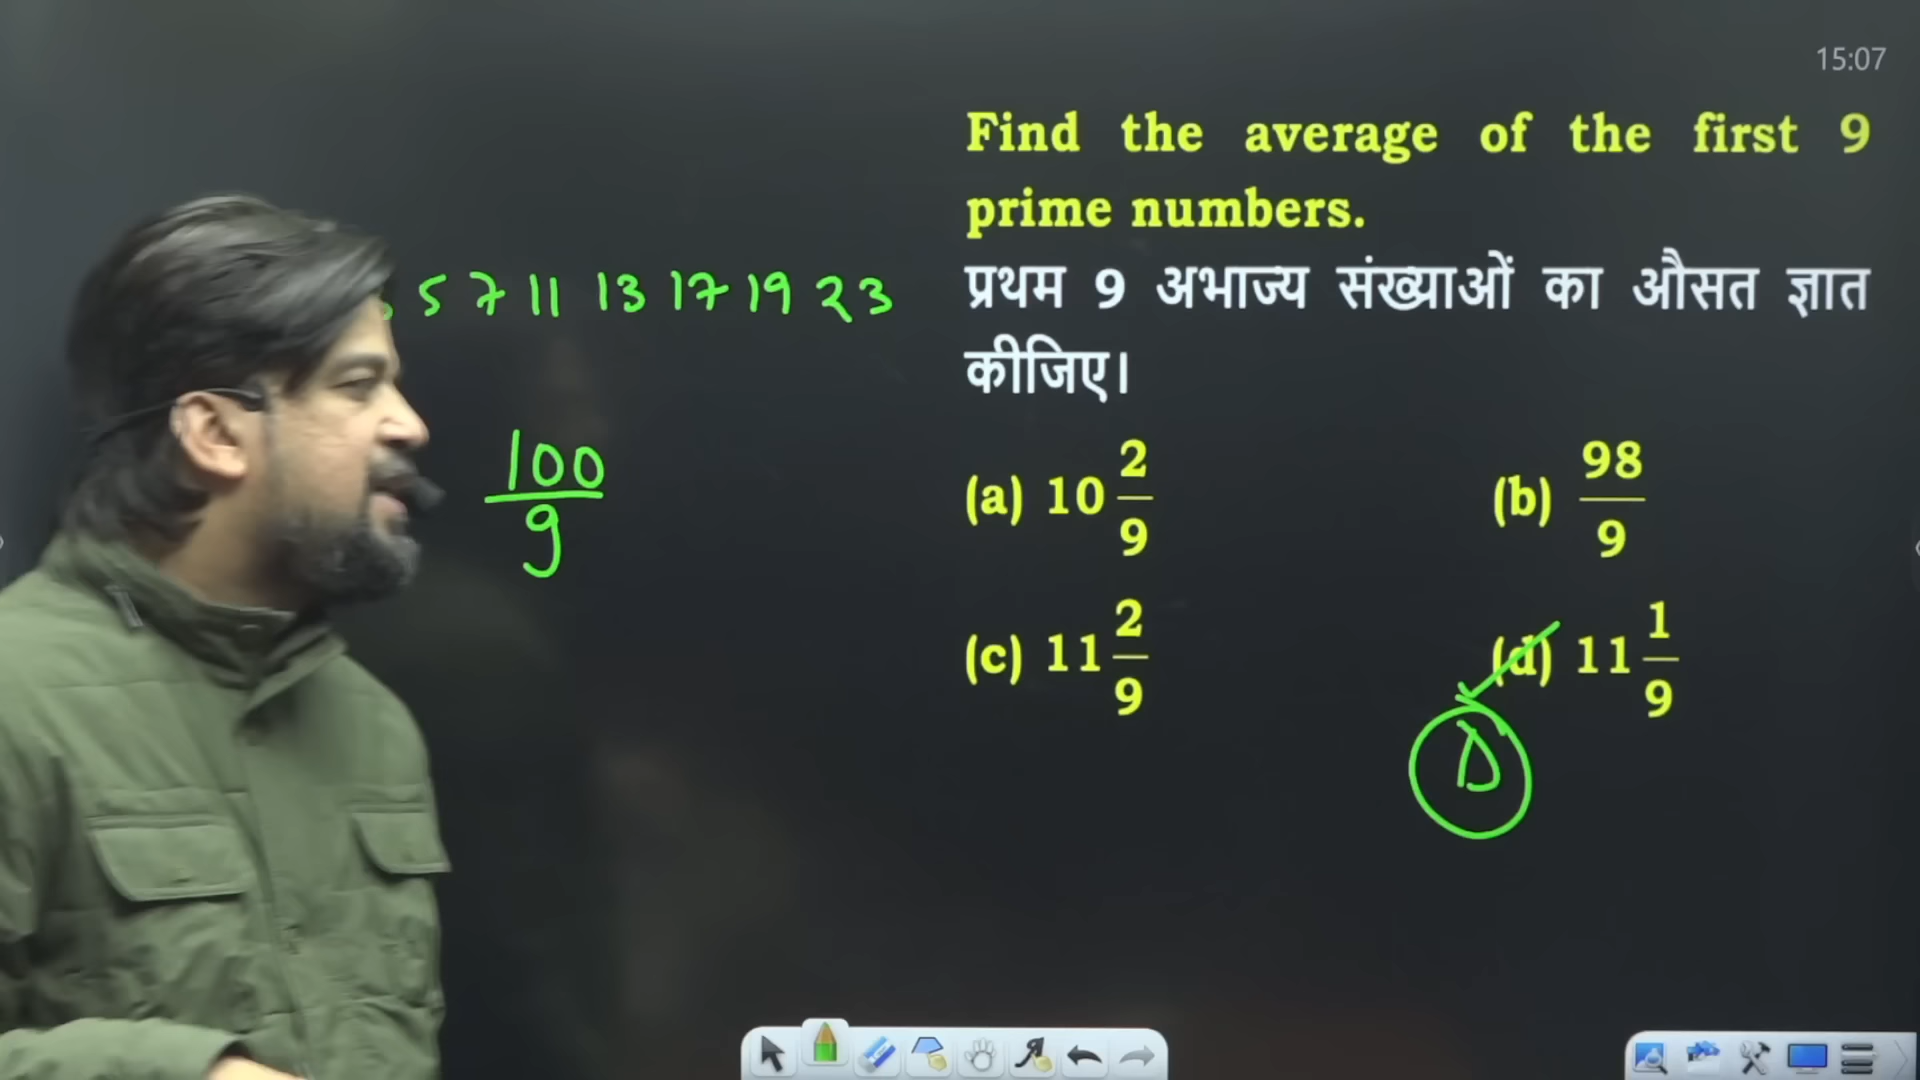 15:07
Find the average of the first 9
prime numbers.
प्रथम 9 अभाज्य संख्याओं का औसत ज्ञात
कीजिए।
5 7 11 13 17 19 23
100
9
(a) 10 2/9
(b) 98/9
(c) 11 2/9
(d) 11 1/9
D